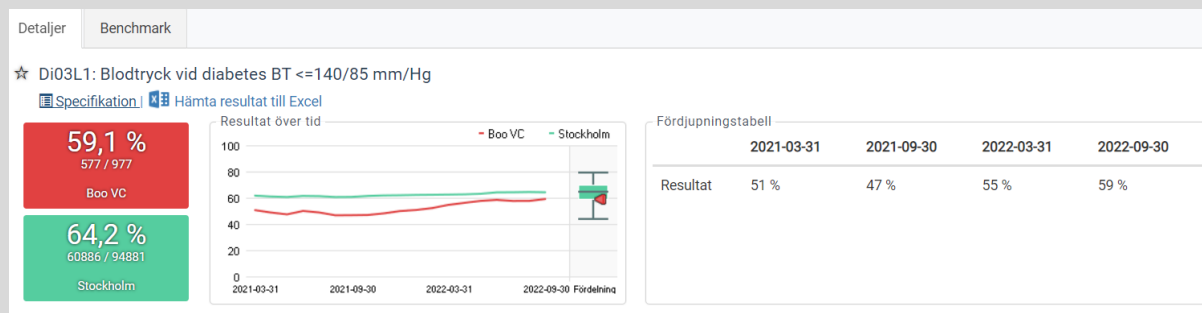 Detaljer Benchmark
☆ Di03L1: Blodtryck vid diabetes BT <=140/85 mm/Hg
Specifikation | Hämta resultat till Excel
59,1 %
577 / 977
Boo VC
64,2 %
60886 / 94881
Stockholm
Resultat över tid
Boo VC Stockholm
100
80
60
40
20
0
2021-03-31 2021-09-30 2022-03-31 2022-09-30 Fördelning
Fördjupningstabell
2021-03-31 2021-09-30 2022-03-31 2022-09-30
Resultat 51 % 47 % 55 % 59 %